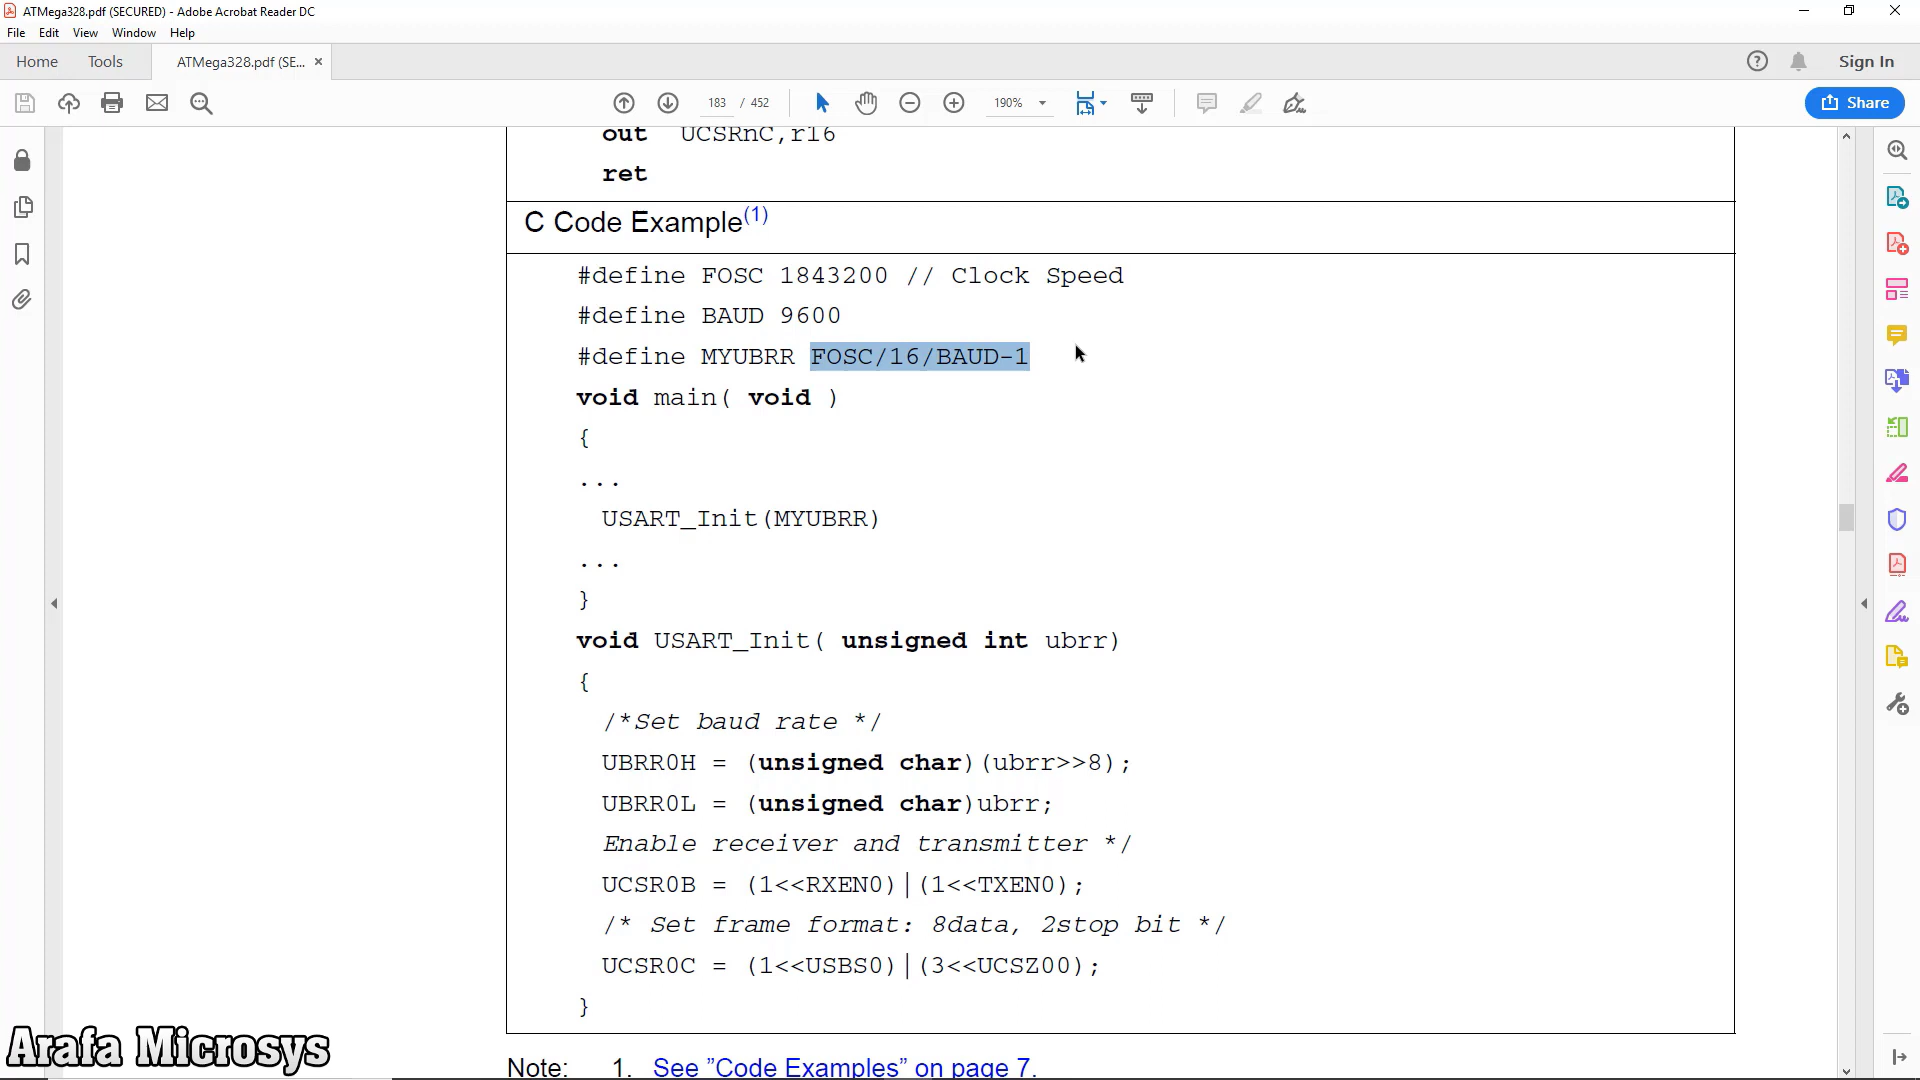 ATMega328.pdf (SECURED) - Adobe Acrobat Reader DC
File Edit View Window Help
Home Tools ATMega328.pdf (SE... × Sign In
183 / 452 190% Share
out UCSRnC,r16
ret
C Code Example(1)
#define FOSC 1843200 // Clock Speed
#define BAUD 9600
#define MYUBRR FOSC/16/BAUD-1
void main( void )
{
...
USART_Init(MYUBRR)
...
}
void USART_Init( unsigned int ubrr)
{
/*Set baud rate */
UBRR0H = (unsigned char)(ubrr>>8);
UBRR0L = (unsigned char)ubrr;
Enable receiver and transmitter */
UCSR0B = (1<<RXEN0)|(1<<TXEN0);
/* Set frame format: 8data, 2stop bit */
UCSR0C = (1<<USBS0)|(3<<UCSZ00);
}
Arafa Microsys
Note: 1. See ”Code Examples” on page 7.